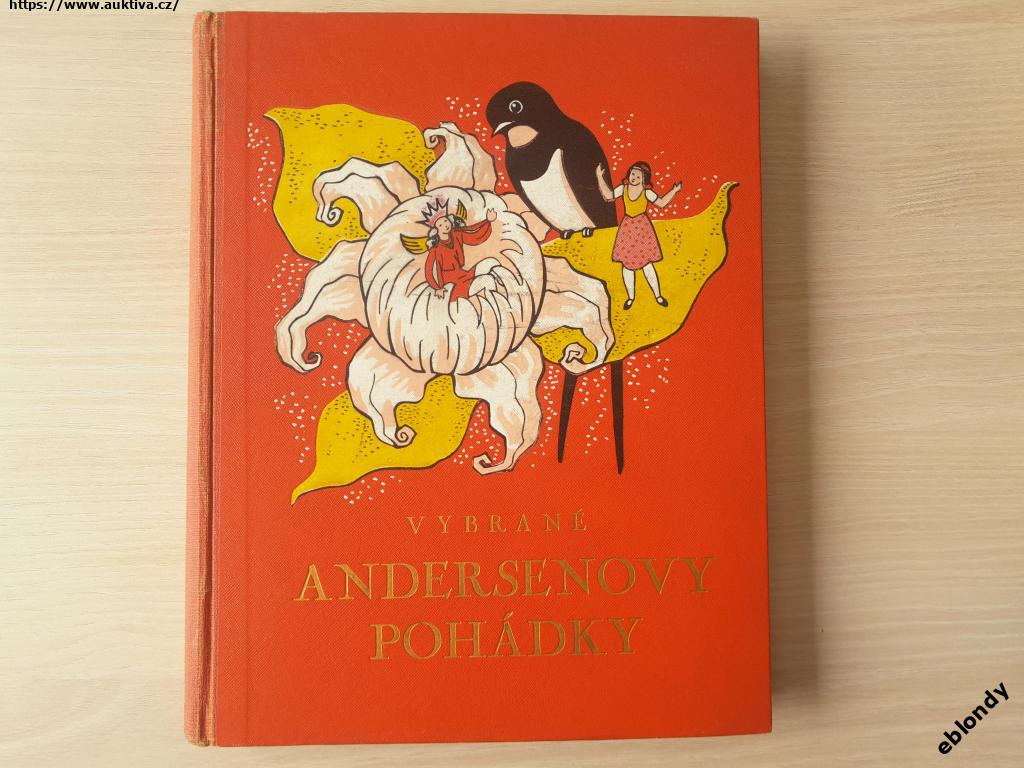 https://www.auktiva.cz/
VYBRANÉ
ANDERSENOVY
POHÁDKY
eblondy